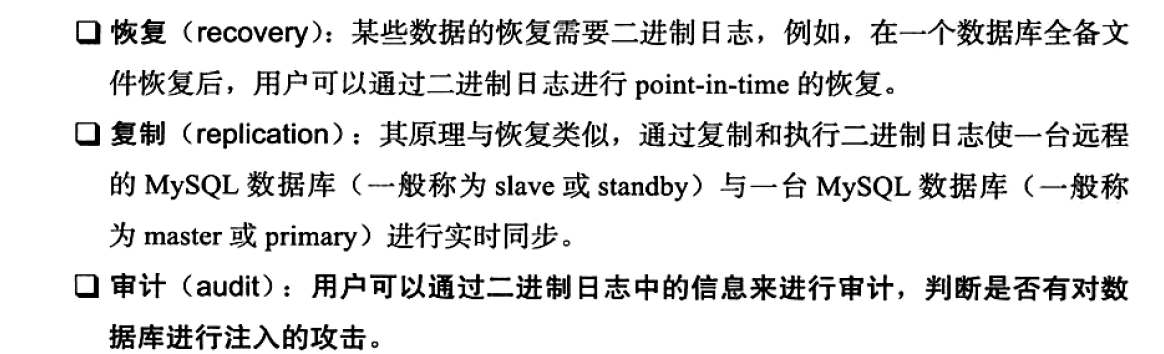 ❑ 恢复（recovery）：某些数据的恢复需要二进制日志，例如，在一个数据库全备文
件恢复后，用户可以通过二进制日志进行 point-in-time 的恢复。
❑ 复制（replication）：其原理与恢复类似，通过复制和执行二进制日志使一台远程
的 MySQL 数据库（一般称为 slave 或 standby）与一台 MySQL 数据库（一般称
为 master 或 primary）进行实时同步。
❑ 审计（audit）：用户可以通过二进制日志中的信息来进行审计，判断是否有对数
据库进行注入的攻击。